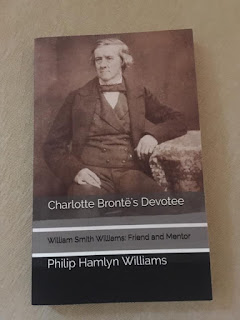 Charlotte Brontë's Devotee
William Smith Williams: Friend and Mentor
Philip Hamlyn Williams